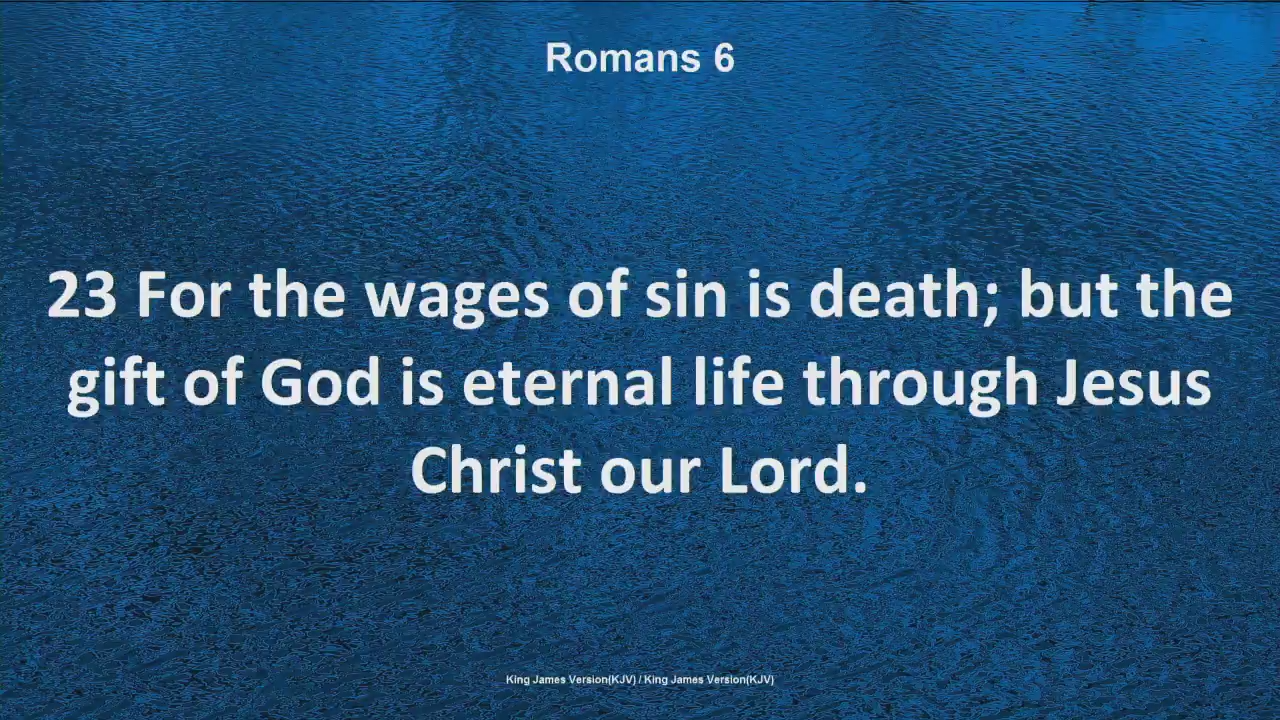 Romans 6
23 For the wages of sin is death; but the
gift of God is eternal life through Jesus
Christ our Lord.
King James Version(KJV) / King James Version(KJV)